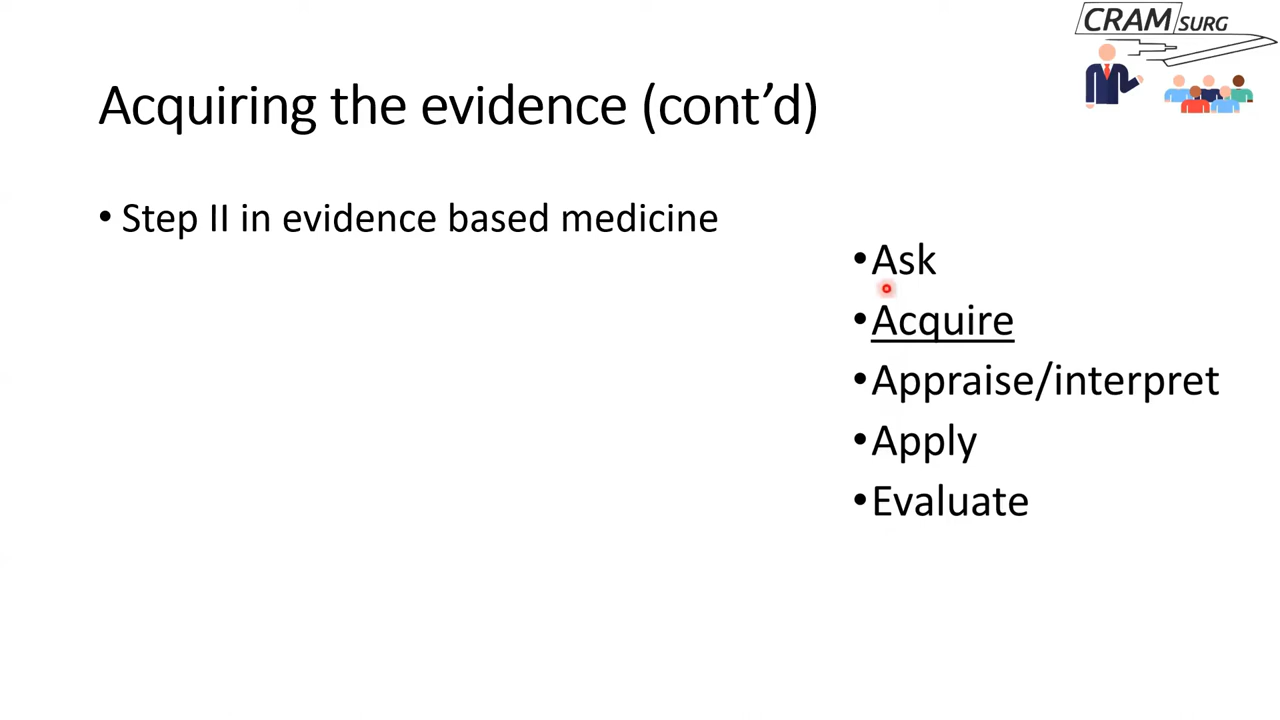 CRAM SURG
Acquiring the evidence (cont’d)
• Step II in evidence based medicine
• Ask
• Acquire
• Appraise/interpret
• Apply
• Evaluate